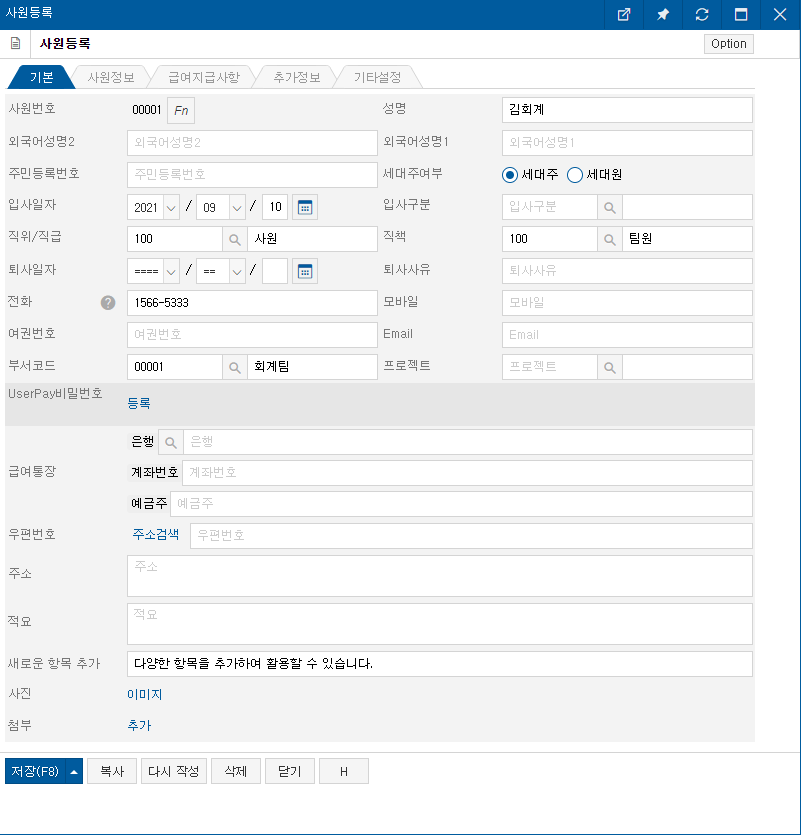 사원등록
사원등록 Option
기본 사원정보 급여지급사항 추가정보 기타설정
사원번호 00001 Fn 성명 김회계
외국어성명2 외국어성명2 외국어성명1 외국어성명1
주민등록번호 주민등록번호 세대주여부 세대주 세대원
입사일자 2021 / 09 / 10 입사구분 입사구분
직위/직급 100 사원 직책 100 팀원
퇴사일자 ==== / == / 퇴사사유 퇴사사유
전화 ? 1566-5333 모바일 모바일
여권번호 여권번호 Email Email
부서코드 00001 회계팀 프로젝트 프로젝트
UserPay비밀번호 등록
은행 은행
급여통장 계좌번호 계좌번호
예금주 예금주
우편번호 주소검색 우편번호
주소 주소
적요 적요
새로운 항목 추가 다양한 항목을 추가하여 활용할 수 있습니다.
사진 이미지
첨부 추가
저장(F8) 복사 다시 작성 삭제 닫기 H